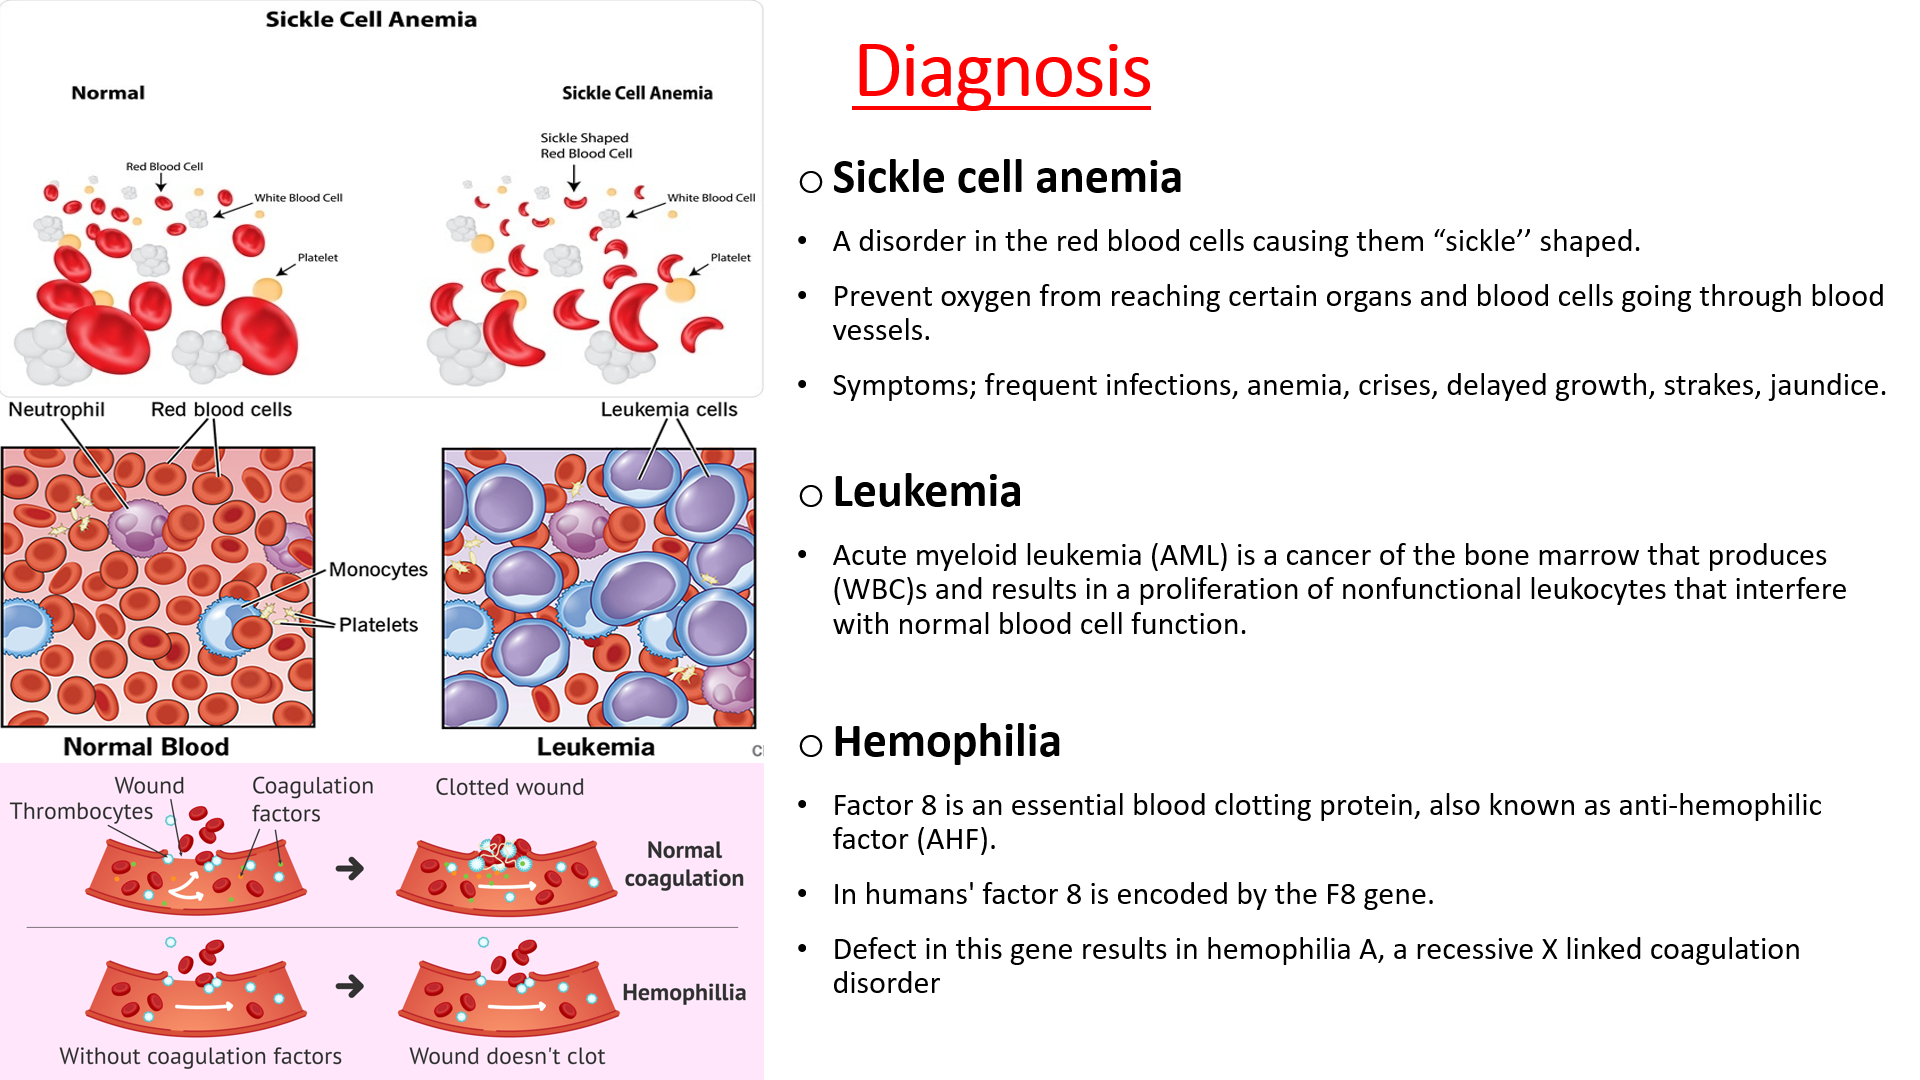 Sickle Cell Anemia
Normal
Sickle Cell Anemia
Red Blood Cell
White Blood Cell
Platelet
Sickle Shaped
Red Blood Cell
White Blood Cell
Platelet
Neutrophil
Red blood cells
Leukemia cells
Monocytes
Platelets
Normal Blood
Leukemia
Wound
Thrombocytes
Coagulation
factors
Clotted wound
Normal
coagulation
Hemophillia
Without coagulation factors
Wound doesn't clot
Diagnosis
Sickle cell anemia
• A disorder in the red blood cells causing them “sickle’’ shaped.
• Prevent oxygen from reaching certain organs and blood cells going through blood
vessels.
• Symptoms; frequent infections, anemia, crises, delayed growth, strakes, jaundice.
Leukemia
• Acute myeloid leukemia (AML) is a cancer of the bone marrow that produces
(WBC)s and results in a proliferation of nonfunctional leukocytes that interfere
with normal blood cell function.
Hemophilia
• Factor 8 is an essential blood clotting protein, also known as anti-hemophilic
factor (AHF).
• In humans' factor 8 is encoded by the F8 gene.
• Defect in this gene results in hemophilia A, a recessive X linked coagulation
disorder